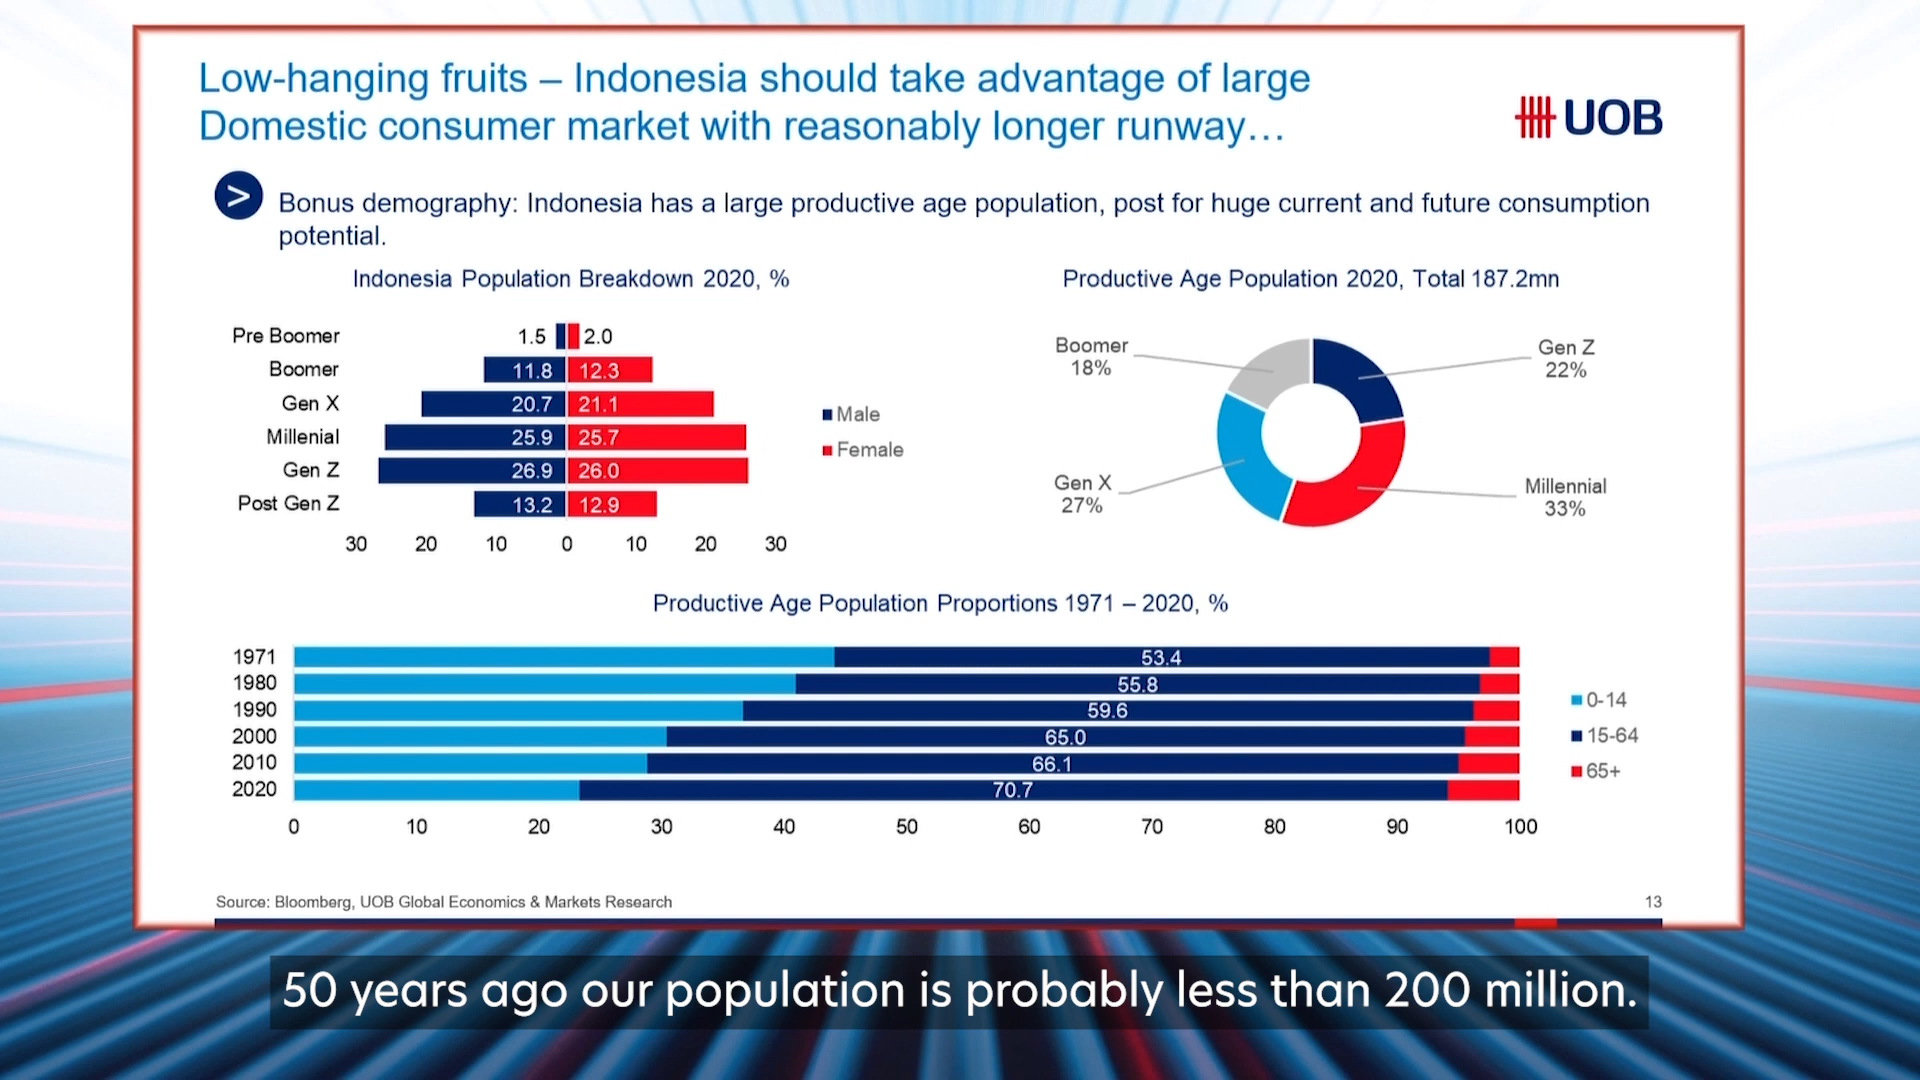 Low-hanging fruits – Indonesia should take advantage of large
Domestic consumer market with reasonably longer runway…
UOB
>
Bonus demography: Indonesia has a large productive age population, post for huge current and future consumption
potential.
Indonesia Population Breakdown 2020, %
Pre Boomer 1.5 2.0
Boomer 11.8 12.3
Gen X 20.7 21.1
Millenial 25.9 25.7
Gen Z 26.9 26.0
Post Gen Z 13.2 12.9
30 20 10 0 10 20 30
Male
Female
Productive Age Population 2020, Total 187.2mn
Boomer
18%
Gen Z
22%
Gen X
27%
Millennial
33%
Productive Age Population Proportions 1971 – 2020, %
1971 53.4
1980 55.8
1990 59.6
2000 65.0
2010 66.1
2020 70.7
0 10 20 30 40 50 60 70 80 90 100
0-14
15-64
65+
Source: Bloomberg, UOB Global Economics & Markets Research
13
50 years ago our population is probably less than 200 million.